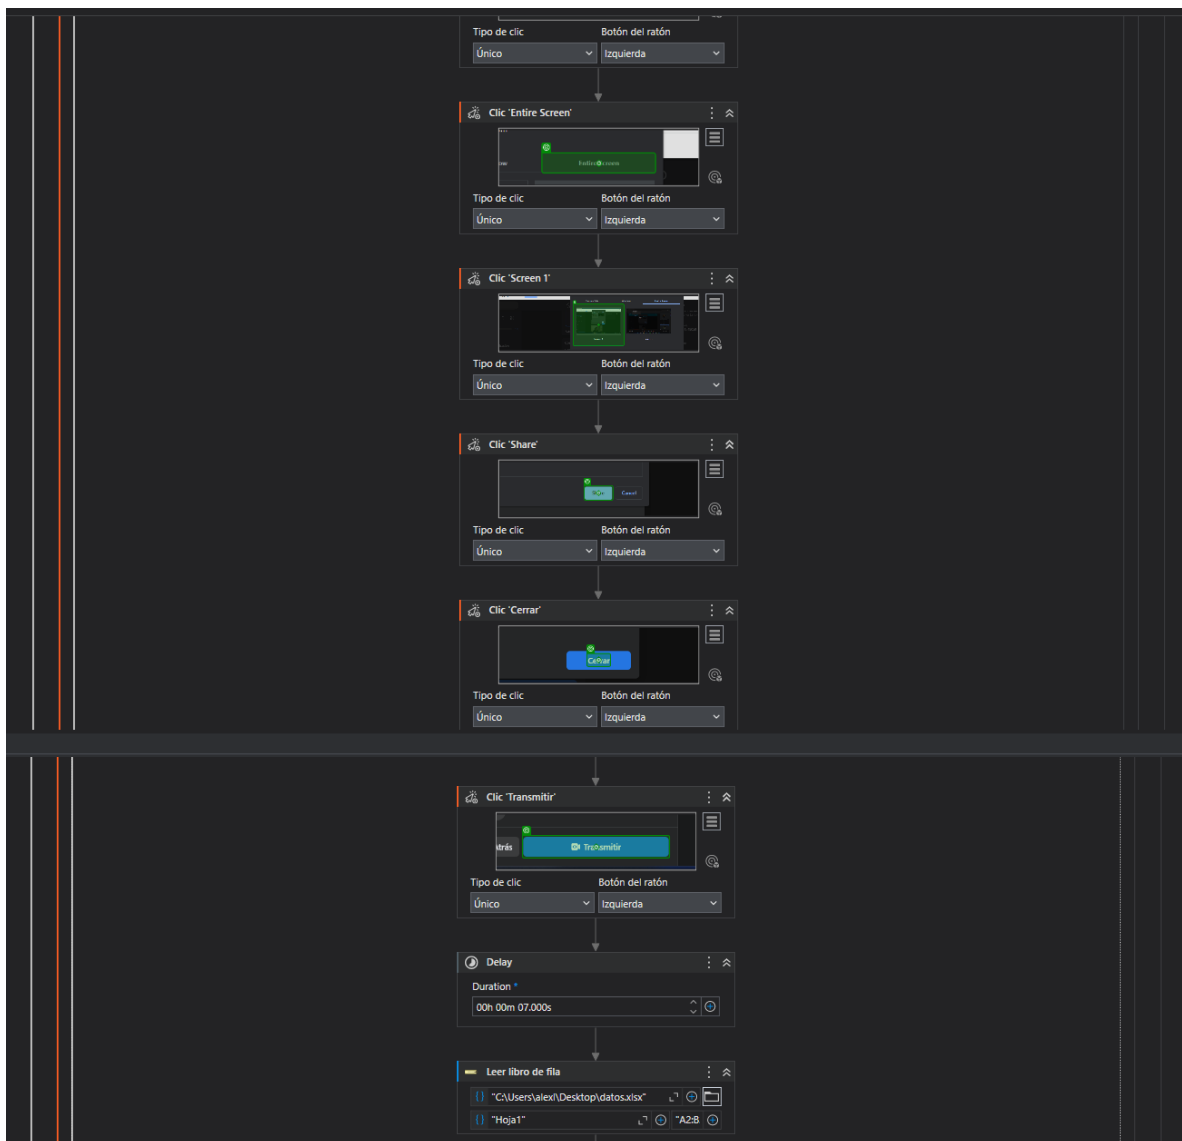 Tipo de clic Botón del ratón
Único Izquierda
Clic 'Entire Screen'
Entire Screen
Tipo de clic Botón del ratón
Único Izquierda
Clic 'Screen 1'
Tipo de clic Botón del ratón
Único Izquierda
Clic 'Share'
Cancel
Tipo de clic Botón del ratón
Único Izquierda
Clic 'Cerrar'
Cerrar
Tipo de clic Botón del ratón
Único Izquierda
Clic 'Transmitir'
Atrás Transmitir
Tipo de clic Botón del ratón
Único Izquierda
Delay
Duration *
00h 00m 07.000s
Leer libro de fila
"C:\Users\alexl\Desktop\datos.xlsx"
"Hoja1" "A2:B